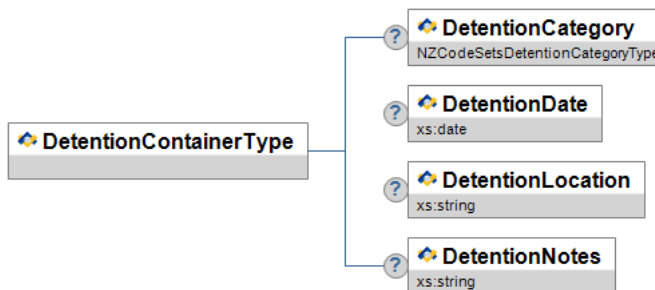 DetentionCategory
NZCodeSetsDetentionCategoryType
DetentionDate
xs:date
DetentionContainerType
DetentionLocation
xs:string
DetentionNotes
xs:string
?
?
?
?